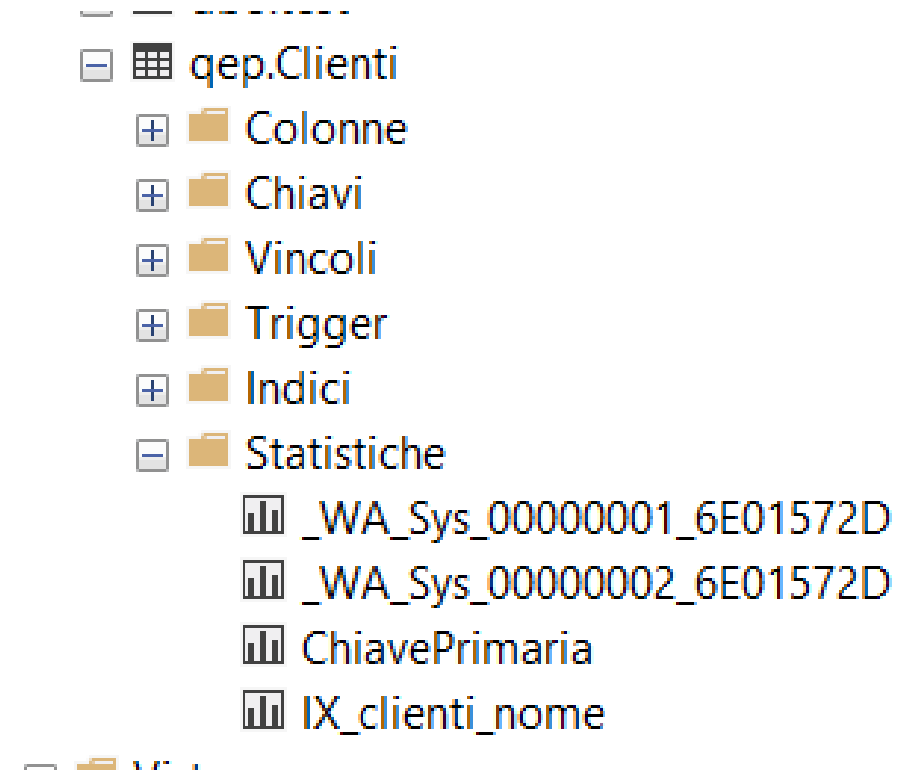 qep.Clienti
Colonne
Chiavi
Vincoli
Trigger
Indici
Statistiche
_WA_Sys_00000001_6E01572D
_WA_Sys_00000002_6E01572D
ChiavePrimaria
IX_clienti_nome